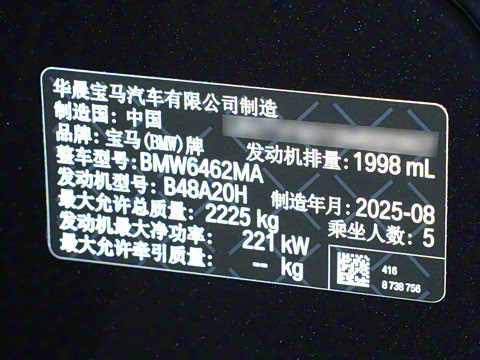 华晨宝马汽车有限公司制造
制造国: 中国
品牌: 宝马(BMW)牌 发动机排量: 1998 mL
整车型号: BMW6462MA
发动机型号: B48A20H 制造年月: 2025-08
最大允许总质量: 2225 kg 乘坐人数: 5
发动机最大净功率: 221 kW
最大允许牵引质量: -- kg
416
8 738 756